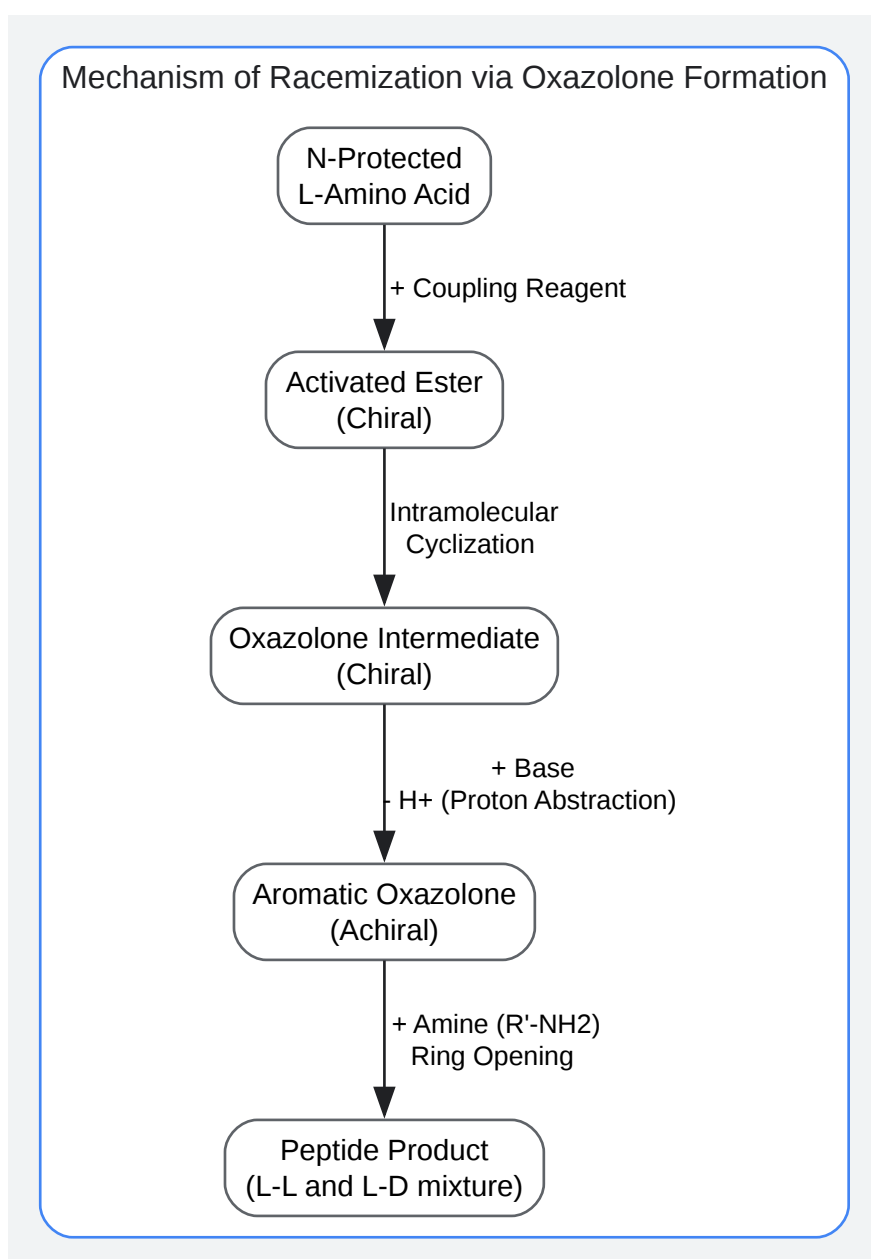 Mechanism of Racemization via Oxazolone Formation
N-Protected
L-Amino Acid
+ Coupling Reagent
Activated Ester
(Chiral)
Intramolecular
Cyclization
Oxazolone Intermediate
(Chiral)
+ Base
- H+ (Proton Abstraction)
Aromatic Oxazolone
(Achiral)
+ Amine (R'-NH2)
Ring Opening
Peptide Product
(L-L and L-D mixture)